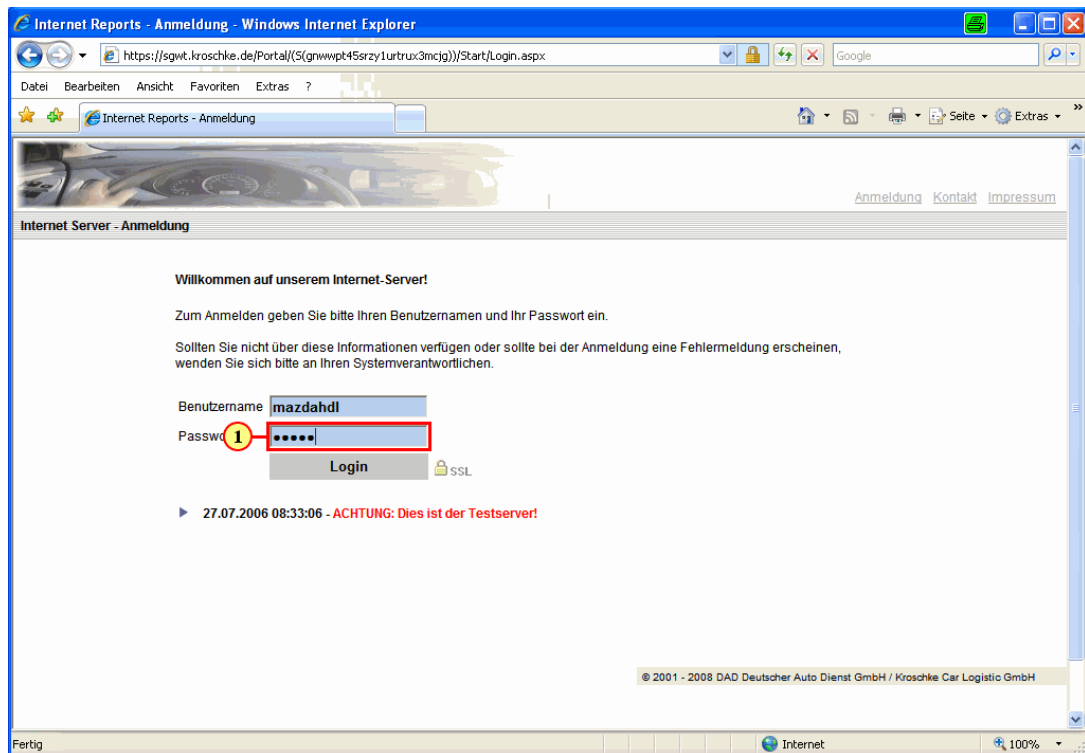 Internet Reports - Anmeldung - Windows Internet Explorer
https://sgwt.kroschke.de/Portal/(S(gnwwpt45srzy1urtrux3mcjg))/Start/Login.aspx
Google
Datei Bearbeiten Ansicht Favoriten Extras ?
Internet Reports - Anmeldung
Seite Extras »
Anmeldung Kontakt Impressum
Internet Server - Anmeldung
Willkommen auf unserem Internet-Server!
Zum Anmelden geben Sie bitte Ihren Benutzernamen und Ihr Passwort ein.
Sollten Sie nicht über diese Informationen verfügen oder sollte bei der Anmeldung eine Fehlermeldung erscheinen,
wenden Sie sich bitte an Ihren Systemverantwortlichen.
Benutzername mazdahdl
Passwo 1 •••••
Login SSL
27.07.2006 08:33:06 - ACHTUNG: Dies ist der Testserver!
© 2001 - 2008 DAD Deutscher Auto Dienst GmbH / Kroschke Car Logistic GmbH
Fertig Internet 100%